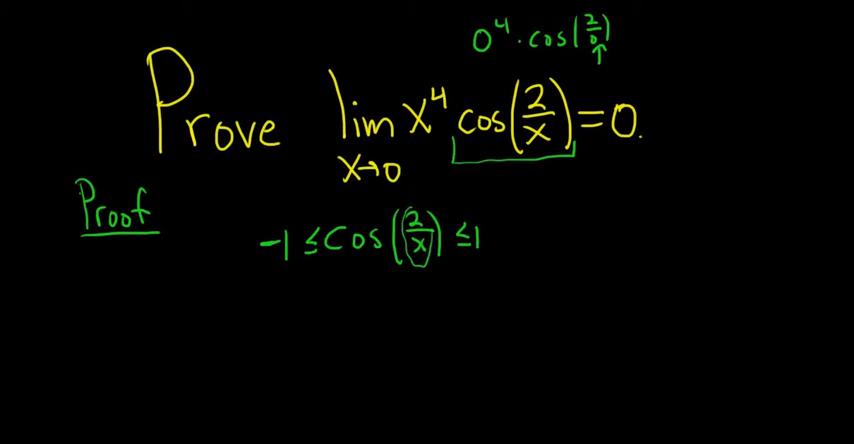 0⁴ · cos(2/0)
Prove lim x→0 x⁴ cos(2/x) = 0.
Proof
-1 ≤ cos(2/x) ≤ 1